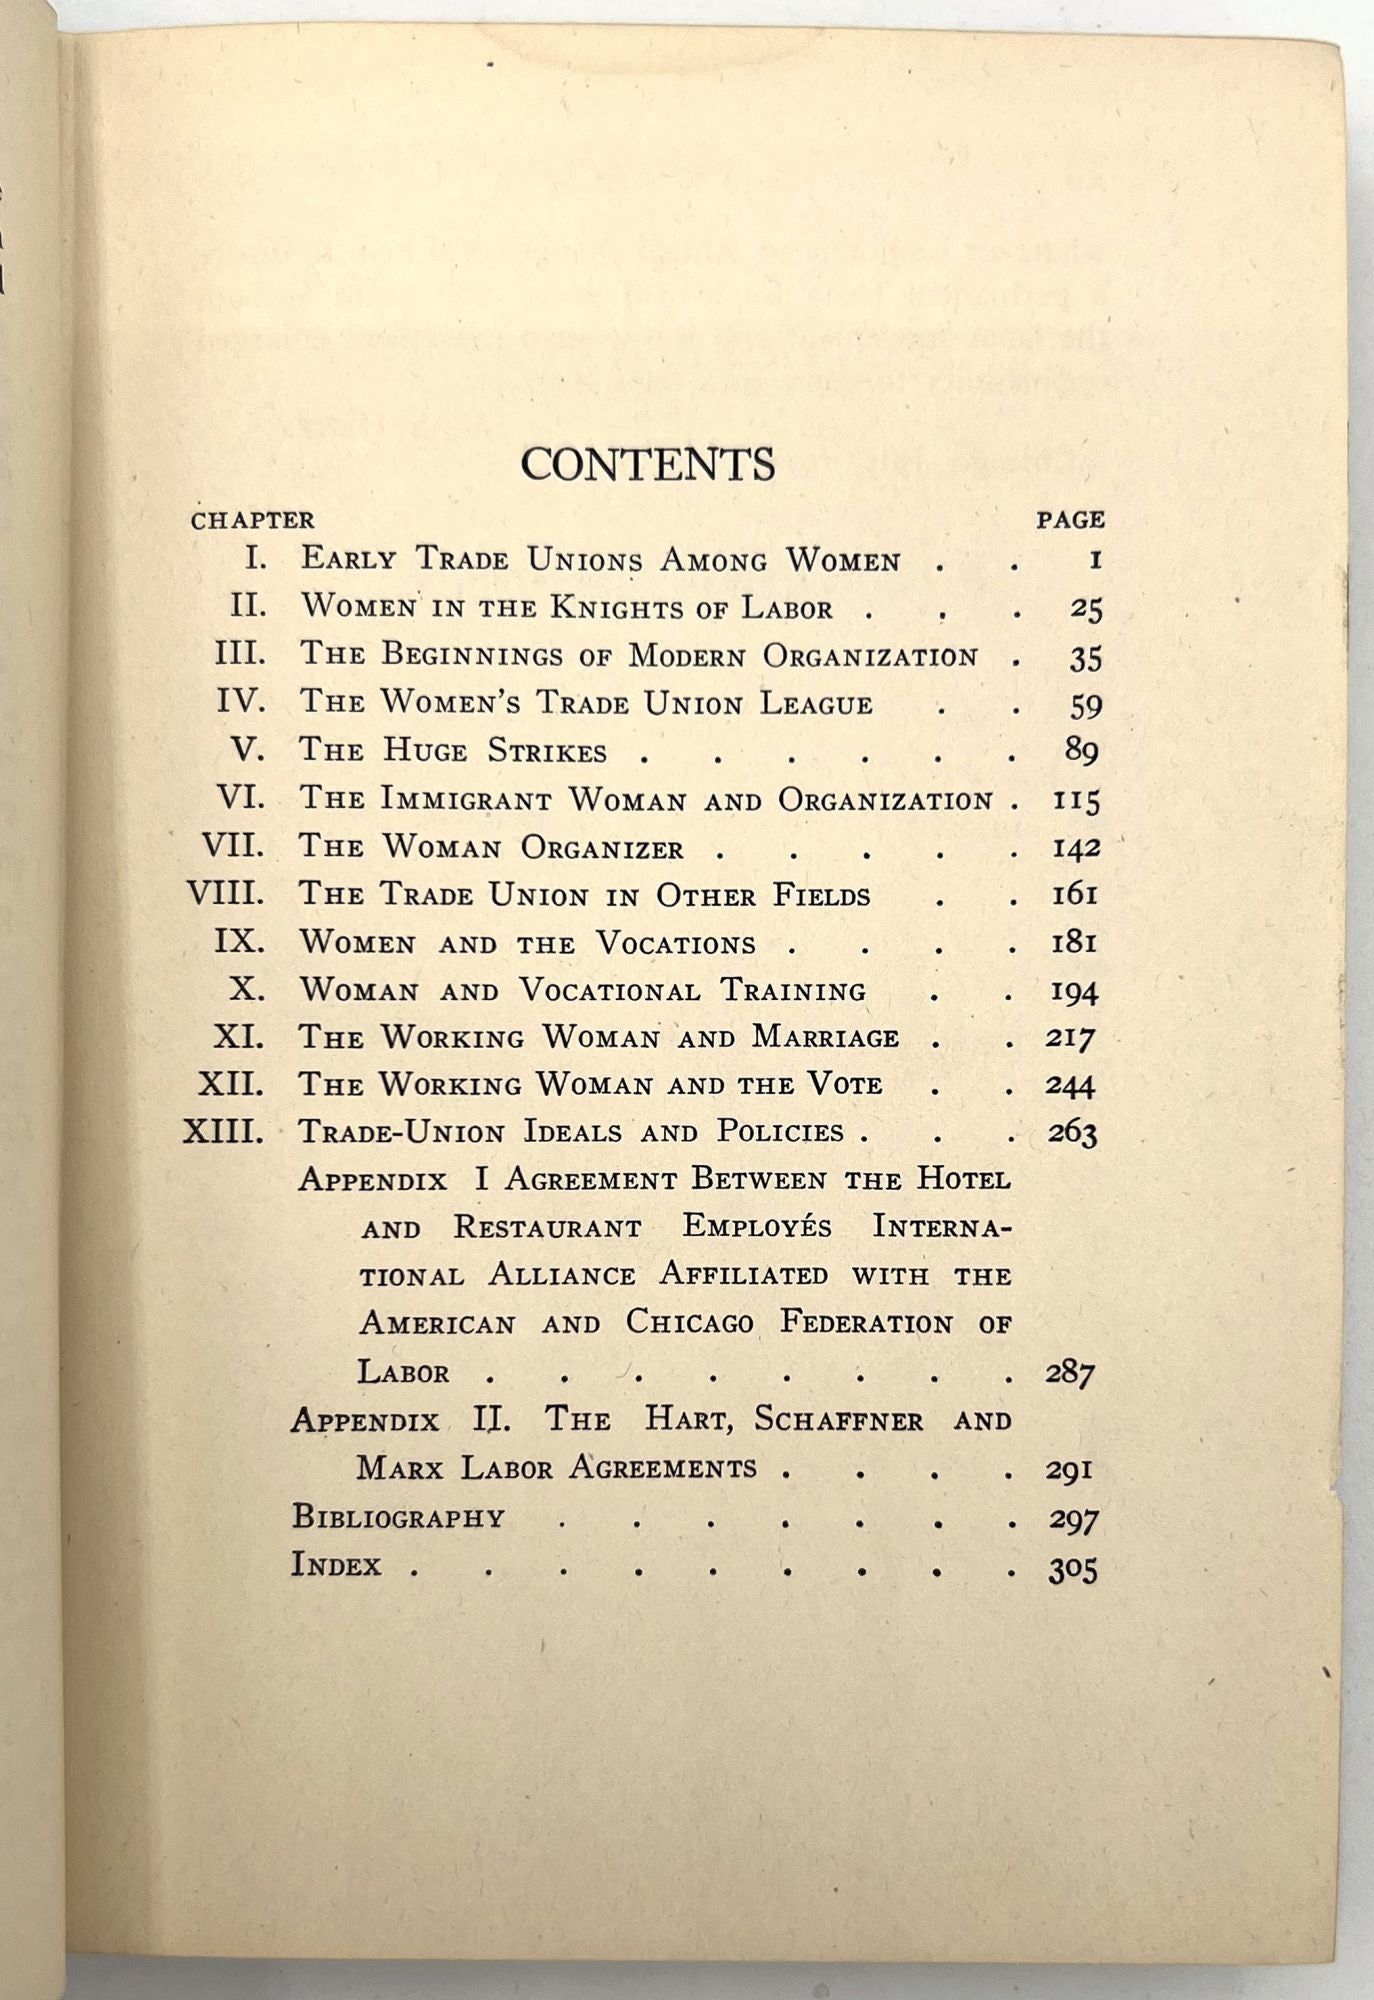 CONTENTS
CHAPTER PAGE
I. EARLY TRADE UNIONS AMONG WOMEN . . 1
II. WOMEN IN THE KNIGHTS OF LABOR . . . 25
III. THE BEGINNINGS OF MODERN ORGANIZATION . 35
IV. THE WOMEN'S TRADE UNION LEAGUE . . 59
V. THE HUGE STRIKES . . . . . . 89
VI. THE IMMIGRANT WOMAN AND ORGANIZATION . 115
VII. THE WOMAN ORGANIZER . . . . . 142
VIII. THE TRADE UNION IN OTHER FIELDS . . 161
IX. WOMEN AND THE VOCATIONS . . . . 181
X. WOMAN AND VOCATIONAL TRAINING . . 194
XI. THE WORKING WOMAN AND MARRIAGE . . 217
XII. THE WORKING WOMAN AND THE VOTE . . 244
XIII. TRADE-UNION IDEALS AND POLICIES . . . 263
APPENDIX I AGREEMENT BETWEEN THE HOTEL
AND RESTAURANT EMPLOYÉS INTERNA-
TIONAL ALLIANCE AFFILIATED WITH THE
AMERICAN AND CHICAGO FEDERATION OF
LABOR . . . . . . . . 287
APPENDIX II. THE HART, SCHAFFNER AND
MARX LABOR AGREEMENTS . . . . 291
BIBLIOGRAPHY . . . . . . . 297
INDEX . . . . . . . . . 305